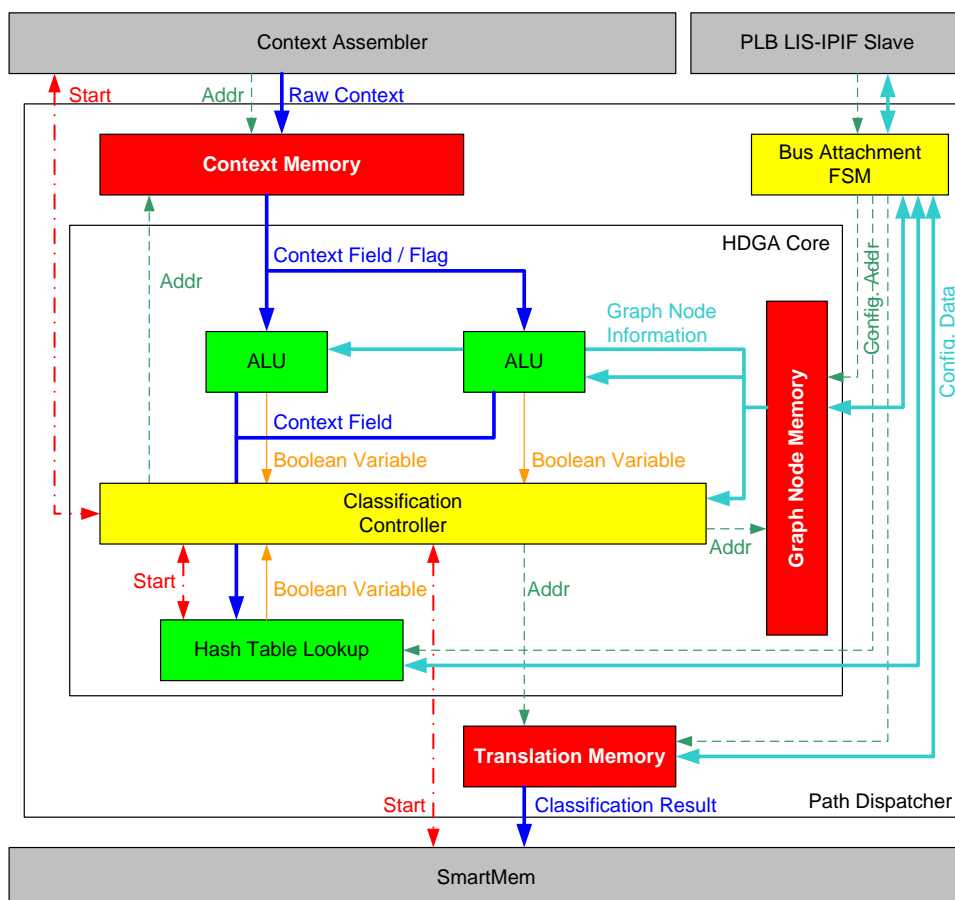 Context Assembler
PLB LIS-IPIF Slave
Start
Addr
Raw Context
Context Memory
Bus Attachment
FSM
HDGA Core
Context Field / Flag
Addr
Graph Node
Information
Config. Addr
Config. Data
ALU
ALU
Graph Node Memory
Context Field
Boolean Variable
Boolean Variable
Classification
Controller
Addr
Start
Boolean Variable
Addr
Hash Table Lookup
Translation Memory
Start
Classification Result
Path Dispatcher
SmartMem